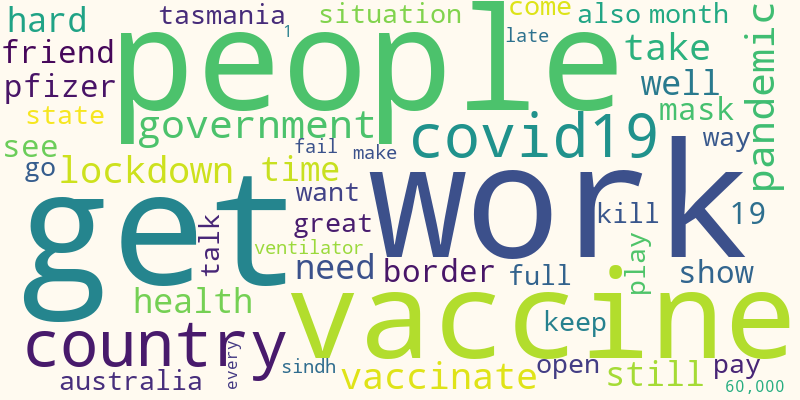 hard
tasmania
1
situation
come
also
month
pandemic
friend
people
late
take
pfizer
well
state
government
covid19
mask
see
go
lockdown
time
fail
make
way
get
talk
want
work
kill
19
great
ventilator
need
border
full
play
show
health
vaccine
country
keep
every
australia
sindh
vaccinate
open
still
pay
60,000